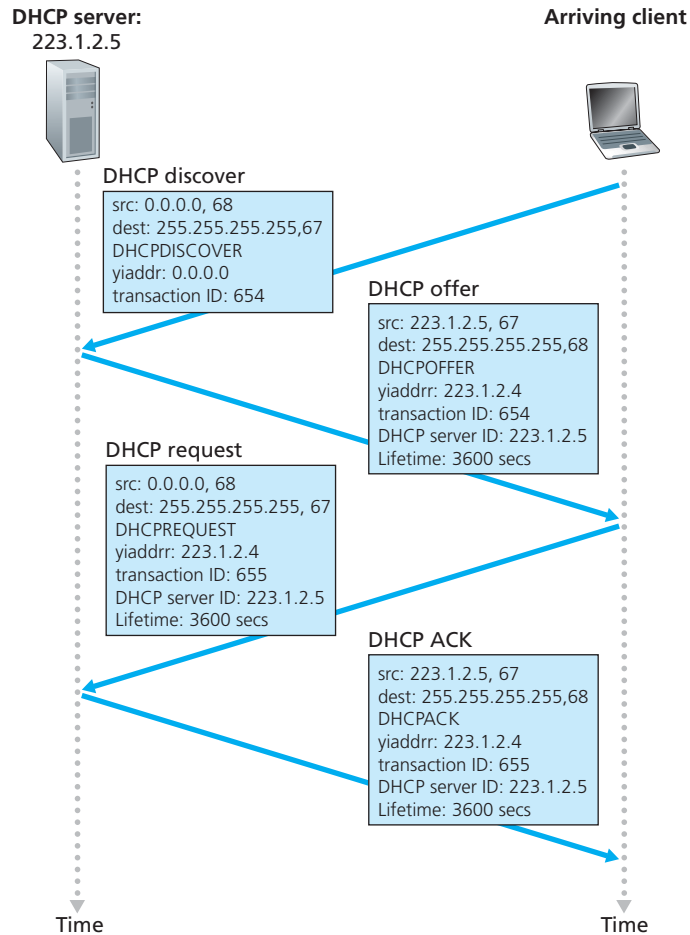 DHCP server:
223.1.2.5
Arriving client
DHCP discover
src: 0.0.0.0, 68
dest: 255.255.255.255,67
DHCPDISCOVER
yiaddr: 0.0.0.0
transaction ID: 654
DHCP offer
src: 223.1.2.5, 67
dest: 255.255.255.255,68
DHCPOFFER
yiaddrr: 223.1.2.4
transaction ID: 654
DHCP server ID: 223.1.2.5
Lifetime: 3600 secs
DHCP request
src: 0.0.0.0, 68
dest: 255.255.255.255, 67
DHCPREQUEST
yiaddrr: 223.1.2.4
transaction ID: 655
DHCP server ID: 223.1.2.5
Lifetime: 3600 secs
DHCP ACK
src: 223.1.2.5, 67
dest: 255.255.255.255,68
DHCPACK
yiaddrr: 223.1.2.4
transaction ID: 655
DHCP server ID: 223.1.2.5
Lifetime: 3600 secs
Time
Time